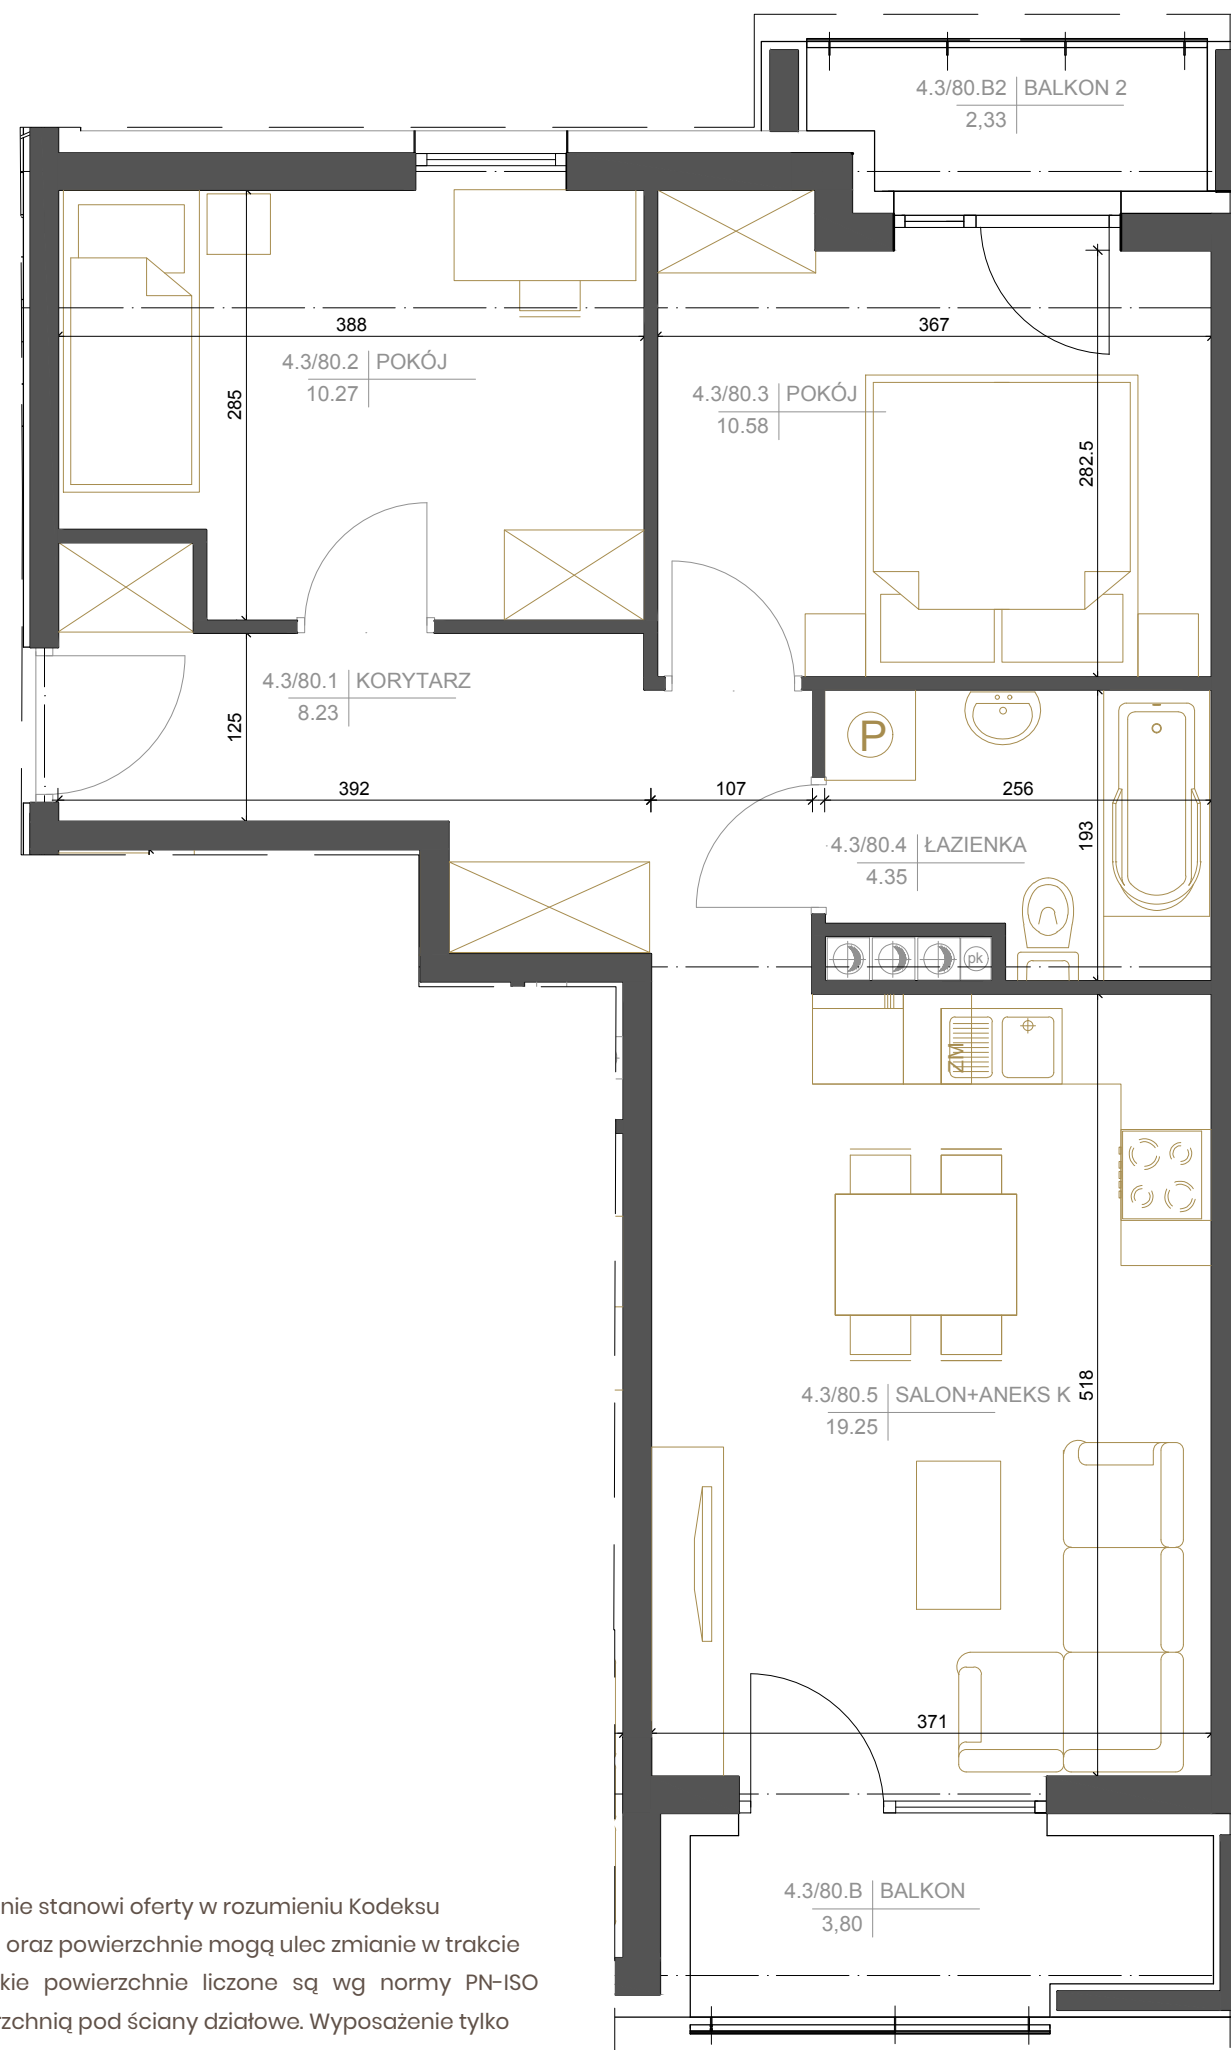 4.3/80.B2 BALKON 2
2,33
388
367
4.3/80.2 POKÓJ
10.27
285
4.3/80.3 POKÓJ
10.58
282.5
4.3/80.1 KORYTARZ
8.23
125
P
392
107
256
193
4.3/80.4 ŁAZIENKA
4.35
pk
ZM
4.3/80.5 SALON+ANEKS K
19.25
518
371
4.3/80.B BALKON
3,80
nie stanowi oferty w rozumieniu Kodeksu
oraz powierzchnie mogą ulec zmianie w trakcie
kie powierzchnie liczone są wg normy PN-ISO
rzchnią pod ściany działowe. Wyposażenie tylko